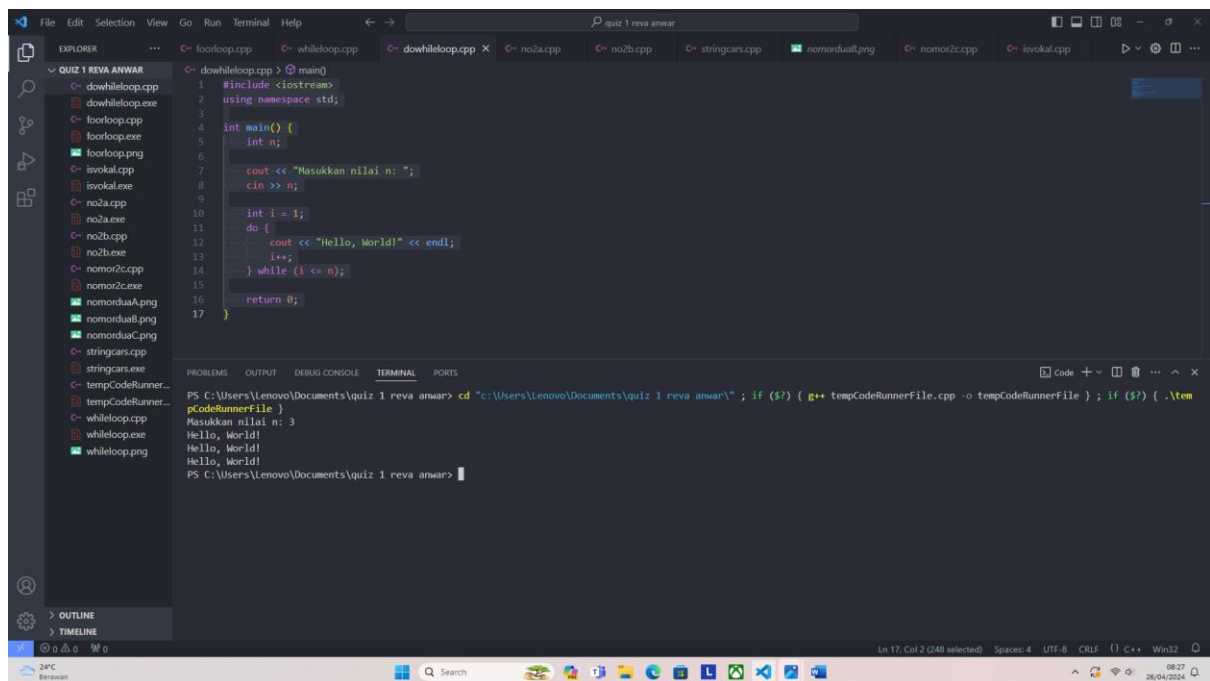 File Edit Selection View Go Run Terminal Help
quiz 1 reva anwar
EXPLORER
foorloop.cpp
whileloop.cpp
dowhileloop.cpp
no2a.cpp
no2b.cpp
stringcars.cpp
nomorduaB.png
nomor2c.cpp
isvokal.cpp
QUIZ 1 REVA ANWAR
dowhileloop.cpp
dowhileloop.exe
foorloop.cpp
foorloop.exe
foorloop.png
isvokal.cpp
isvokal.exe
no2a.cpp
no2a.exe
no2b.cpp
no2b.exe
nomor2c.cpp
nomor2c.exe
nomorduaA.png
nomorduaB.png
nomorduaC.png
stringcars.cpp
stringcars.exe
tempCodeRunner...
tempCodeRunner...
whileloop.cpp
whileloop.exe
whileloop.png
OUTLINE
TIMELINE
dowhileloop.cpp > main()
1 #include <iostream>
2 using namespace std;
3
4 int main() {
5 int n;
6
7 cout << "Masukkan nilai n: ";
8 cin >> n;
9
10 int i = 1;
11 do {
12 cout << "Hello, World!" << endl;
13 i++;
14 } while (i <= n);
15
16 return 0;
17 }
PROBLEMS OUTPUT DEBUG CONSOLE TERMINAL PORTS
Code
PS C:\Users\Lenovo\Documents\quiz 1 reva anwar> cd "c:\Users\Lenovo\Documents\quiz 1 reva anwar\" ; if ($?) { g++ tempCodeRunnerFile.cpp -o tempCodeRunnerFile } ; if ($?) { .\tem
pCodeRunnerFile }
Masukkan nilai n: 3
Hello, World!
Hello, World!
Hello, World!
PS C:\Users\Lenovo\Documents\quiz 1 reva anwar>
0 0 0
Ln 17, Col 2 (248 selected) Spaces: 4 UTF-8 CRLF {} C++ Win32
24°C
Berawan
Search
08:27
26/04/2024